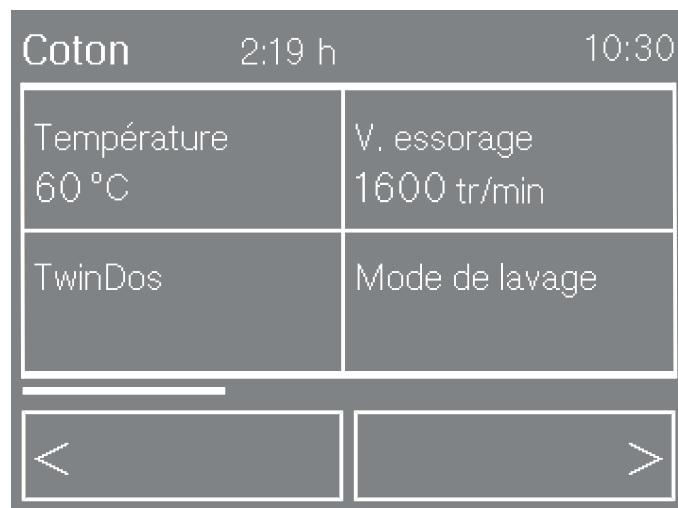 Coton 2:19 h 10:30
Température V. essorage
60 °C 1600 tr/min
TwinDos Mode de lavage
< >